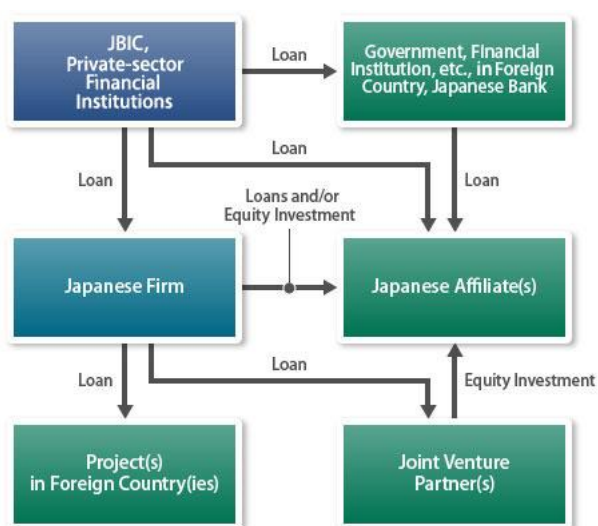 JBIC,
Private-sector
Financial
Institutions
Loan
Government, Financial
Institution, etc., in Foreign
Country, Japanese Bank
Loan
Loan
Loan
Loans and/or
Equity Investment
Japanese Firm
Japanese Affiliate(s)
Loan
Loan
Equity Investment
Project(s)
in Foreign Country(ies)
Joint Venture
Partner(s)